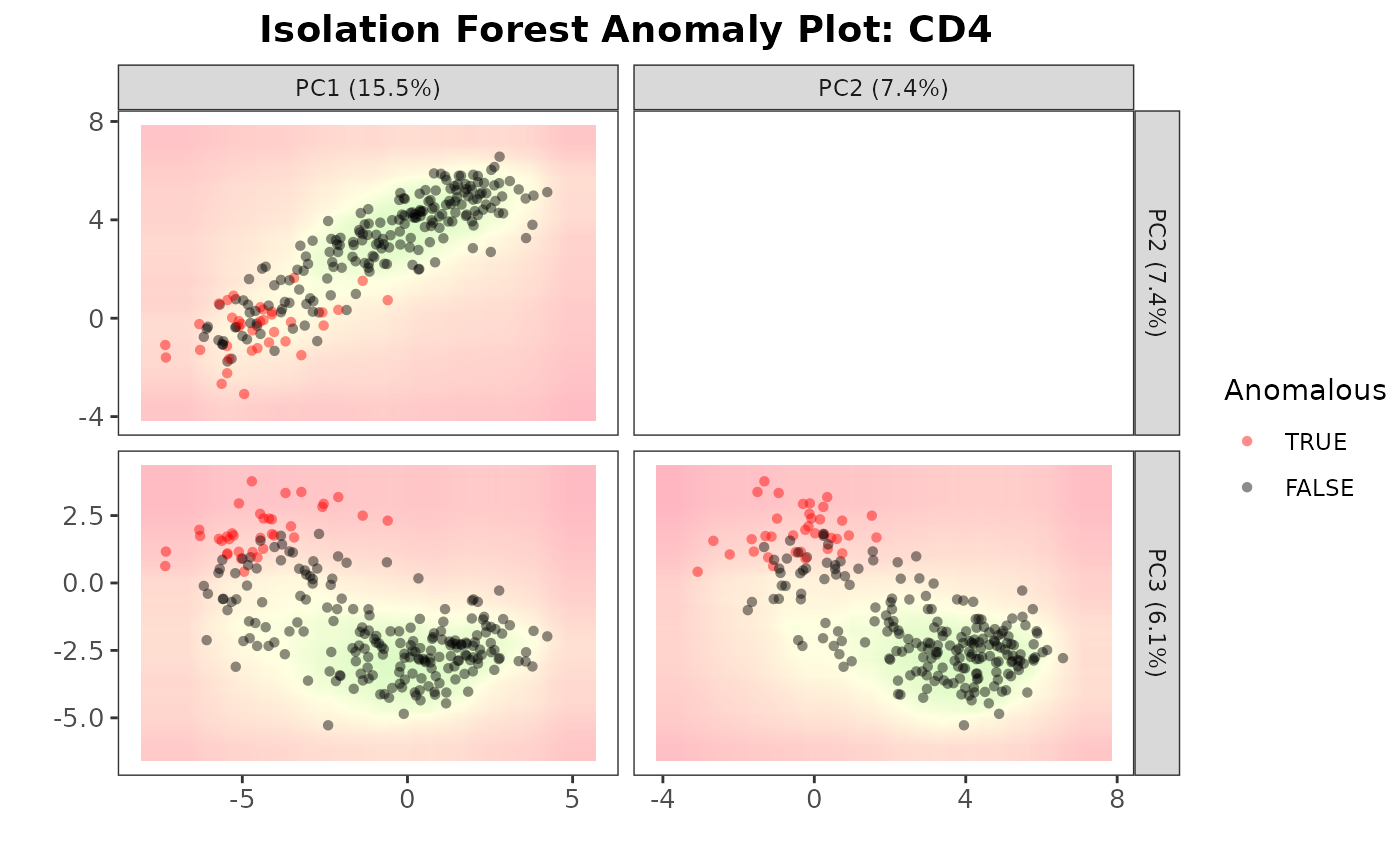 Isolation Forest Anomaly Plot: CD4
PC1 (15.5%)
PC2 (7.4%)
8
4
0
-4
PC2 (7.4%)
Anomalous
TRUE
FALSE
2.5
0.0
-2.5
-5.0
PC3 (6.1%)
-5
0
5
-4
0
4
8